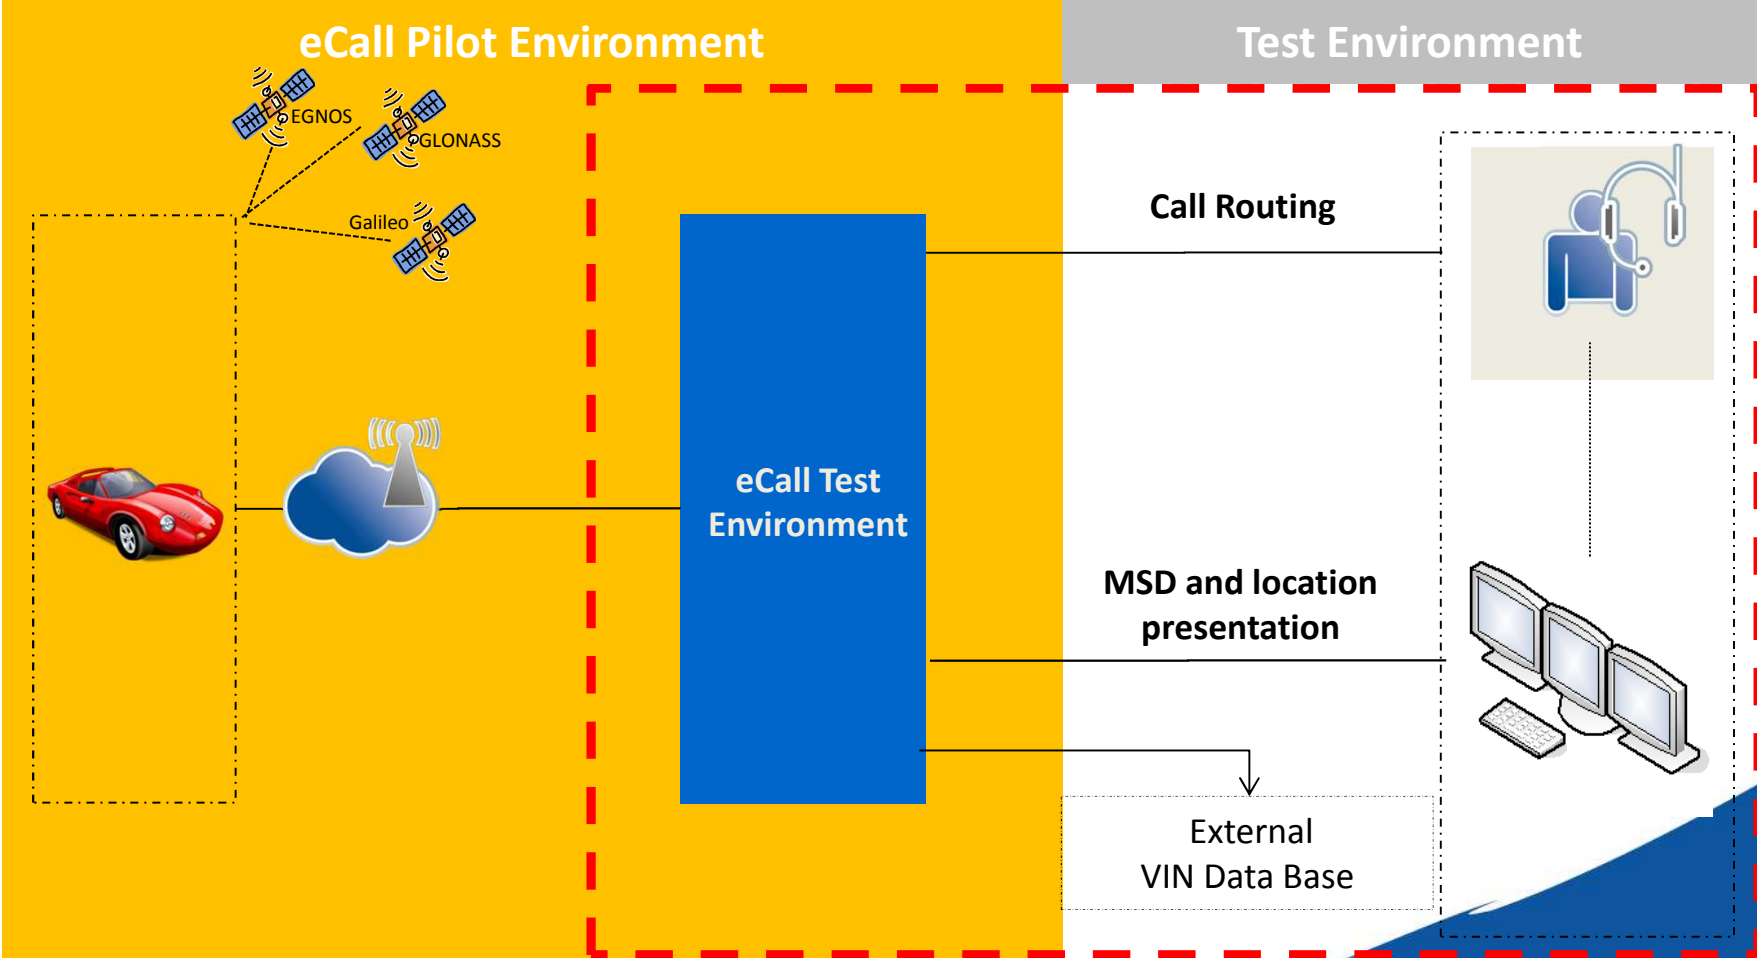 eCall Pilot Environment
Test Environment
EGNOS
GLONASS
Galileo
Call Routing
eCall Test
Environment
MSD and location
presentation
External
VIN Data Base